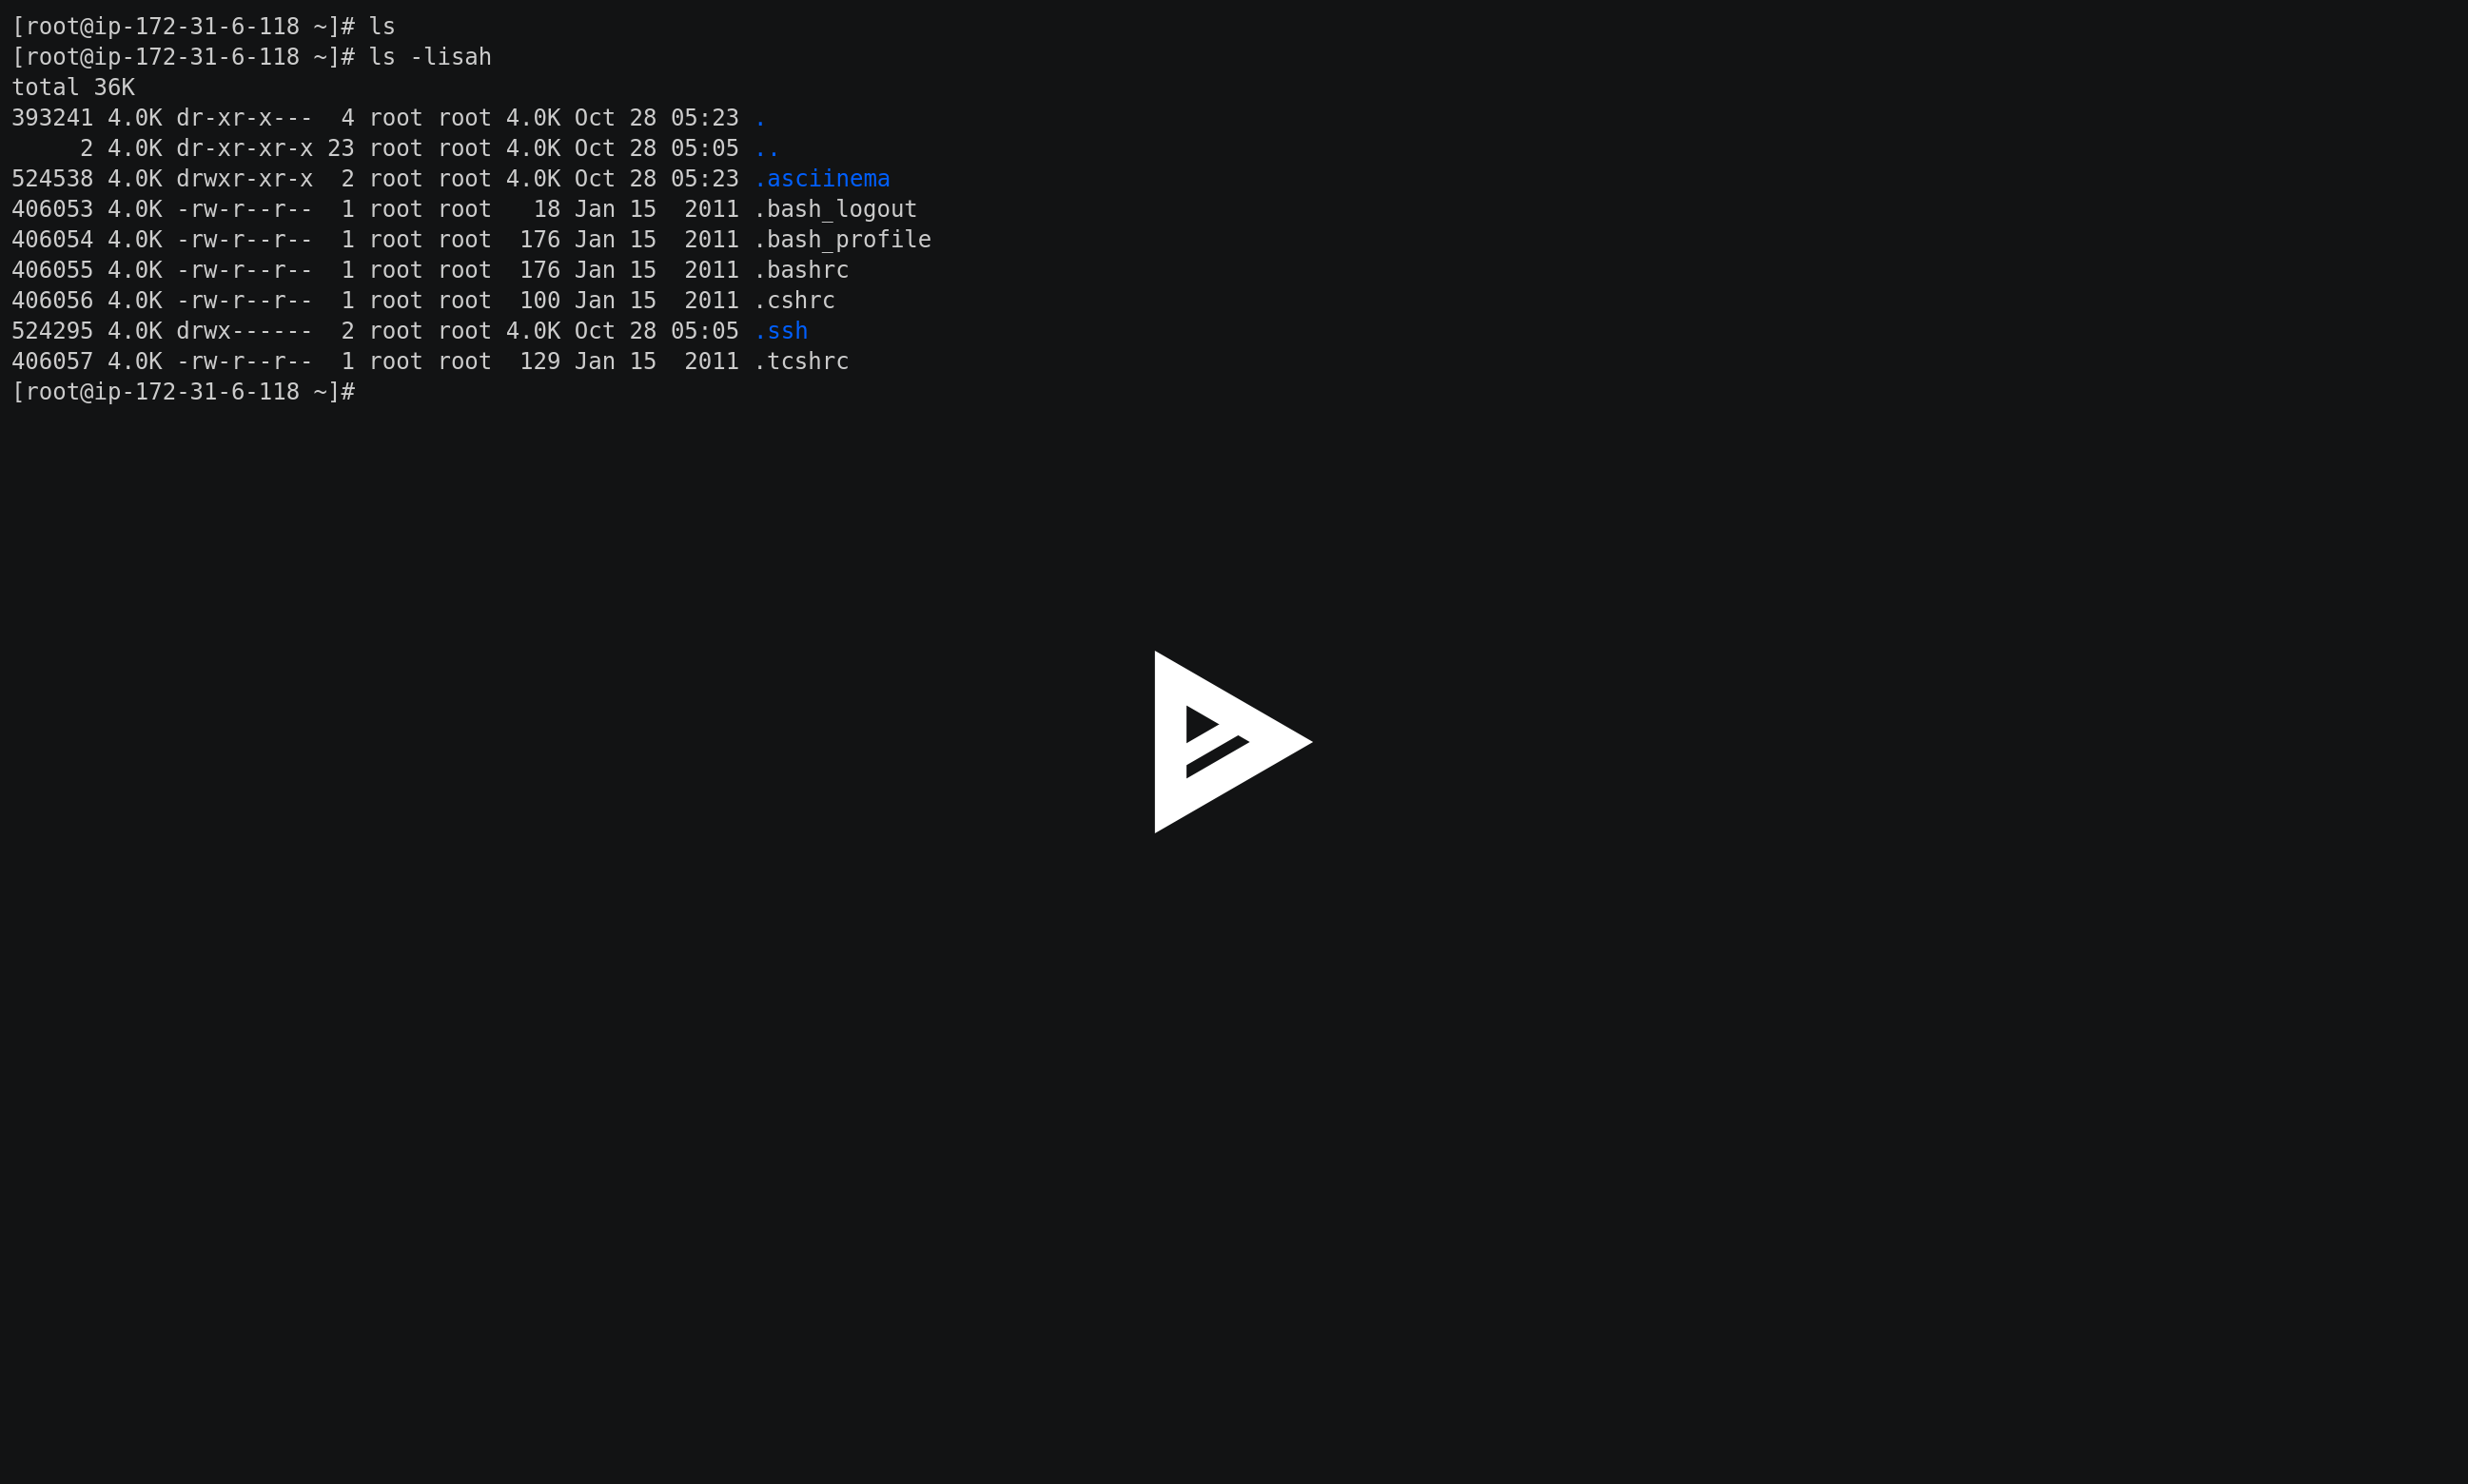 [root@ip-172-31-6-118 ~]# ls
[root@ip-172-31-6-118 ~]# ls -lisah
total 36K
393241 4.0K dr-xr-x---  4 root root 4.0K Oct 28 05:23 .
     2 4.0K dr-xr-xr-x 23 root root 4.0K Oct 28 05:05 ..
524538 4.0K drwxr-xr-x  2 root root 4.0K Oct 28 05:23 .asciinema
406053 4.0K -rw-r--r--  1 root root   18 Jan 15  2011 .bash_logout
406054 4.0K -rw-r--r--  1 root root  176 Jan 15  2011 .bash_profile
406055 4.0K -rw-r--r--  1 root root  176 Jan 15  2011 .bashrc
406056 4.0K -rw-r--r--  1 root root  100 Jan 15  2011 .cshrc
524295 4.0K drwx------  2 root root 4.0K Oct 28 05:05 .ssh
406057 4.0K -rw-r--r--  1 root root  129 Jan 15  2011 .tcshrc
[root@ip-172-31-6-118 ~]#